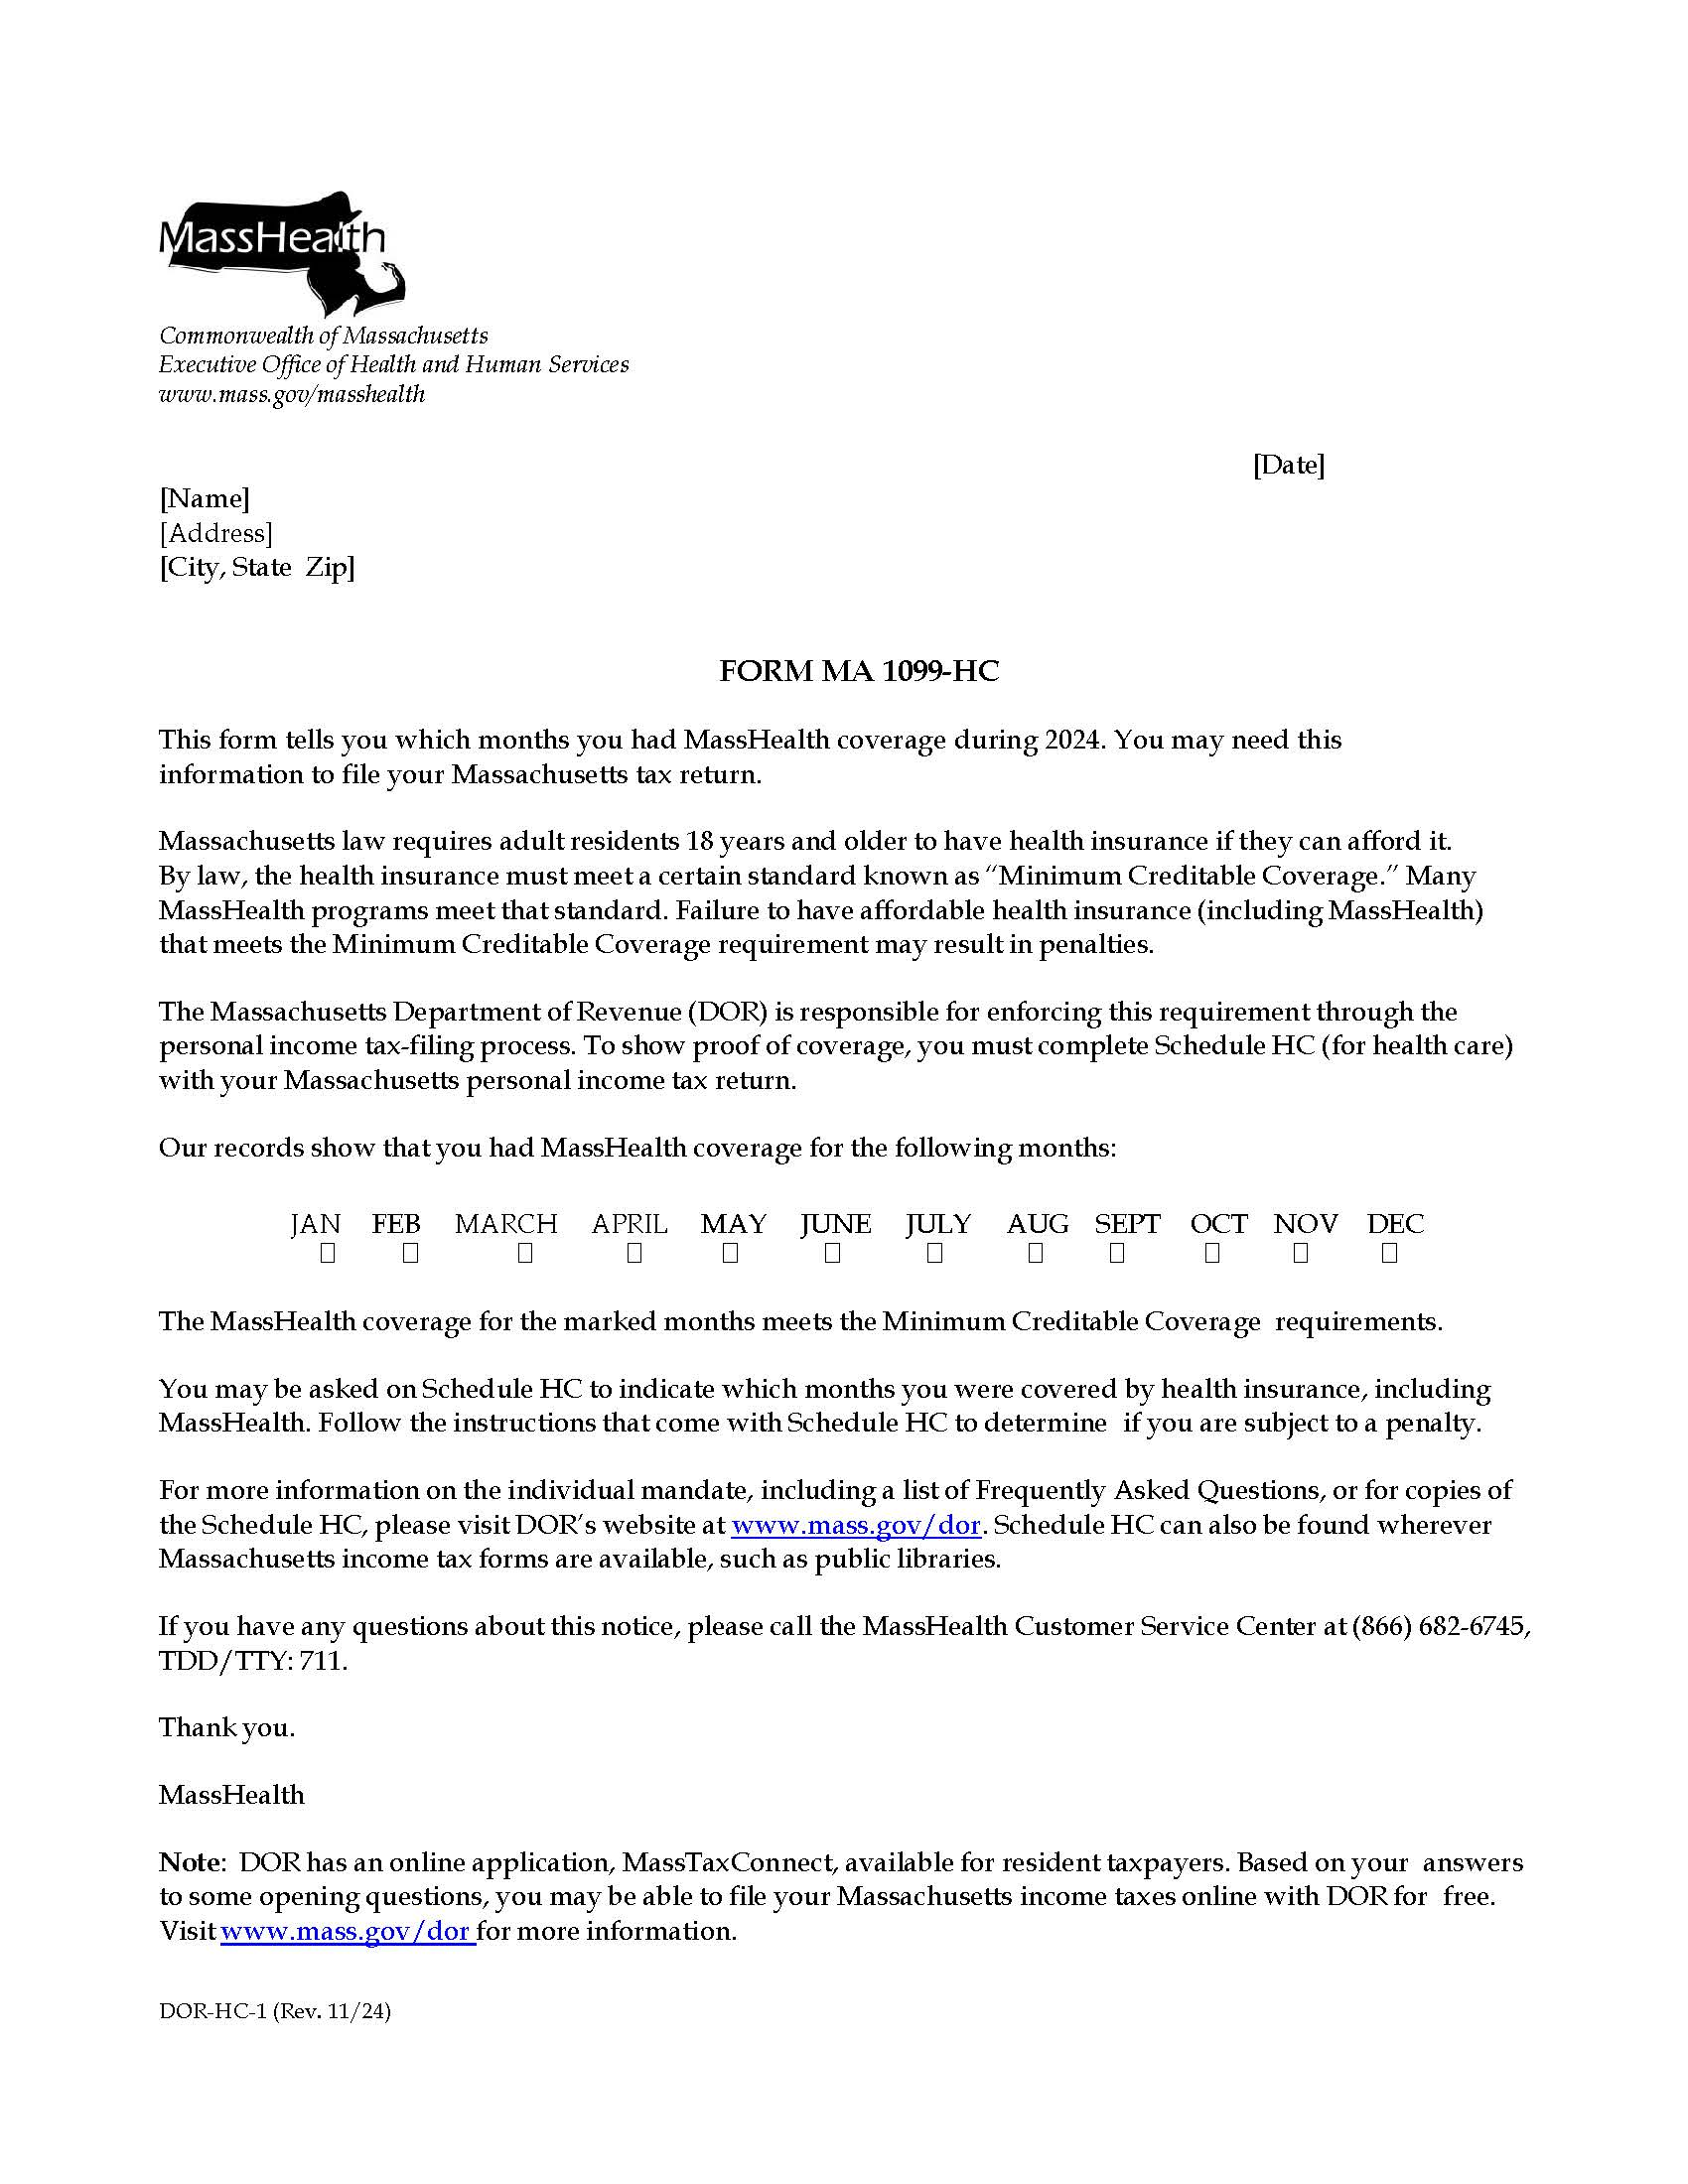 MassHealth
Commonwealth of Massachusetts
Executive Office of Health and Human Services
www.mass.gov/masshealth
[Date]
[Name]
[Address]
[City, State  Zip]
FORM MA 1099-HC
This form tells you which months you had MassHealth coverage during 2024. You may need this
information to file your Massachusetts tax return.
Massachusetts law requires adult residents 18 years and older to have health insurance if they can afford it.
By law, the health insurance must meet a certain standard known as “Minimum Creditable Coverage.” Many
MassHealth programs meet that standard. Failure to have affordable health insurance (including MassHealth)
that meets the Minimum Creditable Coverage requirement may result in penalties.
The Massachusetts Department of Revenue (DOR) is responsible for enforcing this requirement through the
personal income tax-filing process. To show proof of coverage, you must complete Schedule HC (for health care)
with your Massachusetts personal income tax return.
Our records show that you had MassHealth coverage for the following months:
JAN FEB MARCH APRIL MAY JUNE JULY AUG SEPT OCT NOV DEC
The MassHealth coverage for the marked months meets the Minimum Creditable Coverage  requirements.
You may be asked on Schedule HC to indicate which months you were covered by health insurance, including
MassHealth. Follow the instructions that come with Schedule HC to determine  if you are subject to a penalty.
For more information on the individual mandate, including a list of Frequently Asked Questions, or for copies of
the Schedule HC, please visit DOR’s website at www.mass.gov/dor. Schedule HC can also be found wherever
Massachusetts income tax forms are available, such as public libraries.
If you have any questions about this notice, please call the MassHealth Customer Service Center at (866) 682-6745,
TDD/TTY: 711.
Thank you.
MassHealth
Note:  DOR has an online application, MassTaxConnect, available for resident taxpayers. Based on your  answers
to some opening questions, you may be able to file your Massachusetts income taxes online with DOR for  free.
Visit www.mass.gov/dor for more information.
DOR-HC-1 (Rev. 11/24)